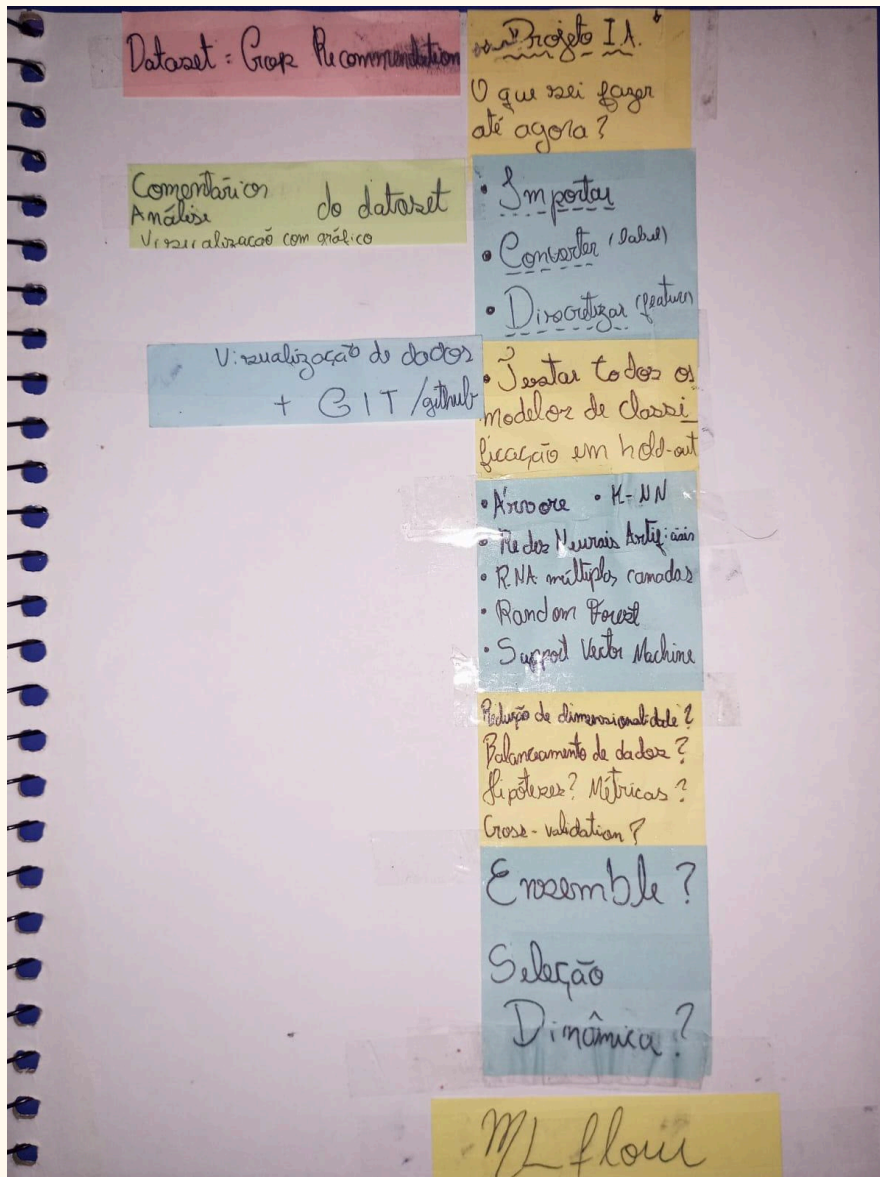 Dataset = Crop Recommendation
Projeto I.A.
O que sei fazer
até agora?
Comentários
Análise do dataset
Visualização com gráfico
• Importar
• Converter (label)
• Discretizar (feature)
Visualização de dados
+ GIT/github
• Testar todos os
modelos de classi_
ficação em hold-out
• Árvore • K-NN
• Redes Neurais Artificiais
• RNA múltiplas camadas
• Random Forest
• Support Vector Machine
Redução de dimensionalidade?
Balanceamento de dados?
Hipóteses? Métricas?
Cross-validation?
Ensemble?
Seleção
Dinâmica?
ML flow